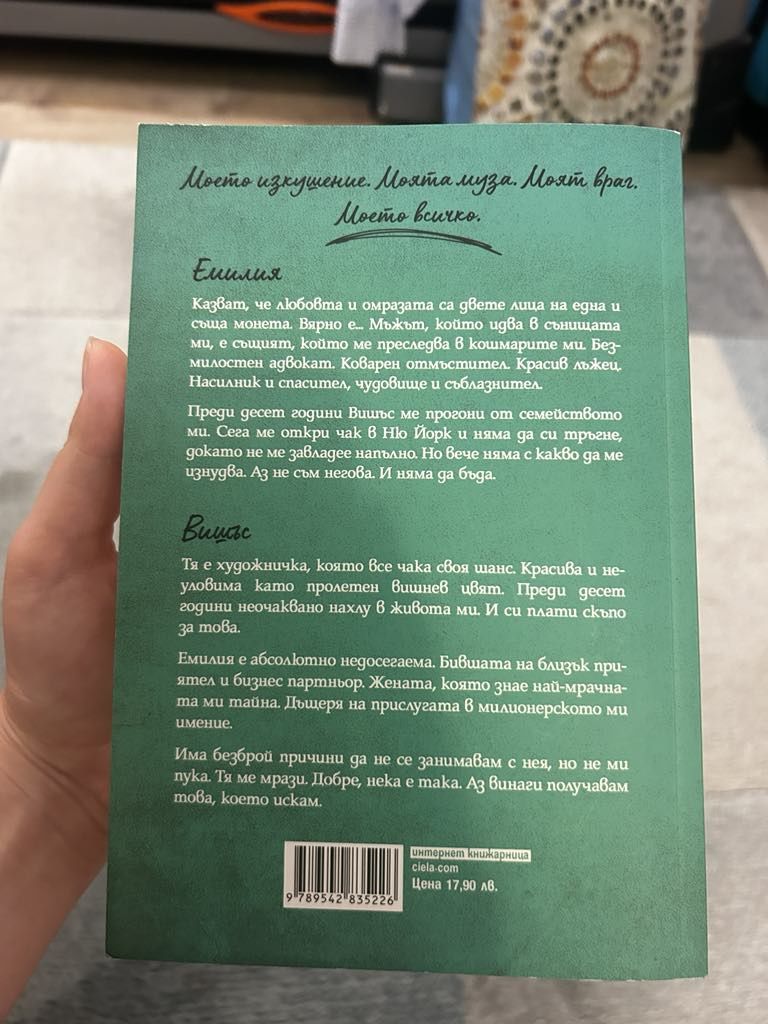 Моето изкушение. Моята муза. Моят враг.
Моето всичко.
Емилия
Казват, че любовта и омразата са двете лица на една и
съща монета. Вярно е... Мъжът, който идва в сънищата
ми, е същият, който ме преследва в кошмарите ми. Без-
милостен адвокат. Коварен отмъстител. Красив лъжец.
Насилник и спасител, чудовище и съблазнител.
Преди десет години Вишъс ме прогони от семейството
ми. Сега ме откри чак в Ню Йорк и няма да си тръгне,
докато не ме завладее напълно. Но вече няма с какво да ме
изнудва. Аз не съм негова. И няма да бъда.
Вишъс
Тя е художничка, която все чака своя шанс. Красива и не-
уловима като пролетен вишнев цвят. Преди десет
години неочаквано нахлу в живота ми. И си плати скъпо
за това.
Емилия е абсолютно недосегаема. Бившата на близък при-
ятел и бизнес партньор. Жената, която знае най-мрачна-
та ми тайна. Дъщеря на прислугата в милионерското ми
имение.
Има безброй причини да не се занимавам с нея, но не ми
пука. Тя ме мрази. Добре, нека е така. Аз винаги получавам
това, което искам.
интернет книжарница
ciela.com
Цена 17,90 лв.
9 789542 835226